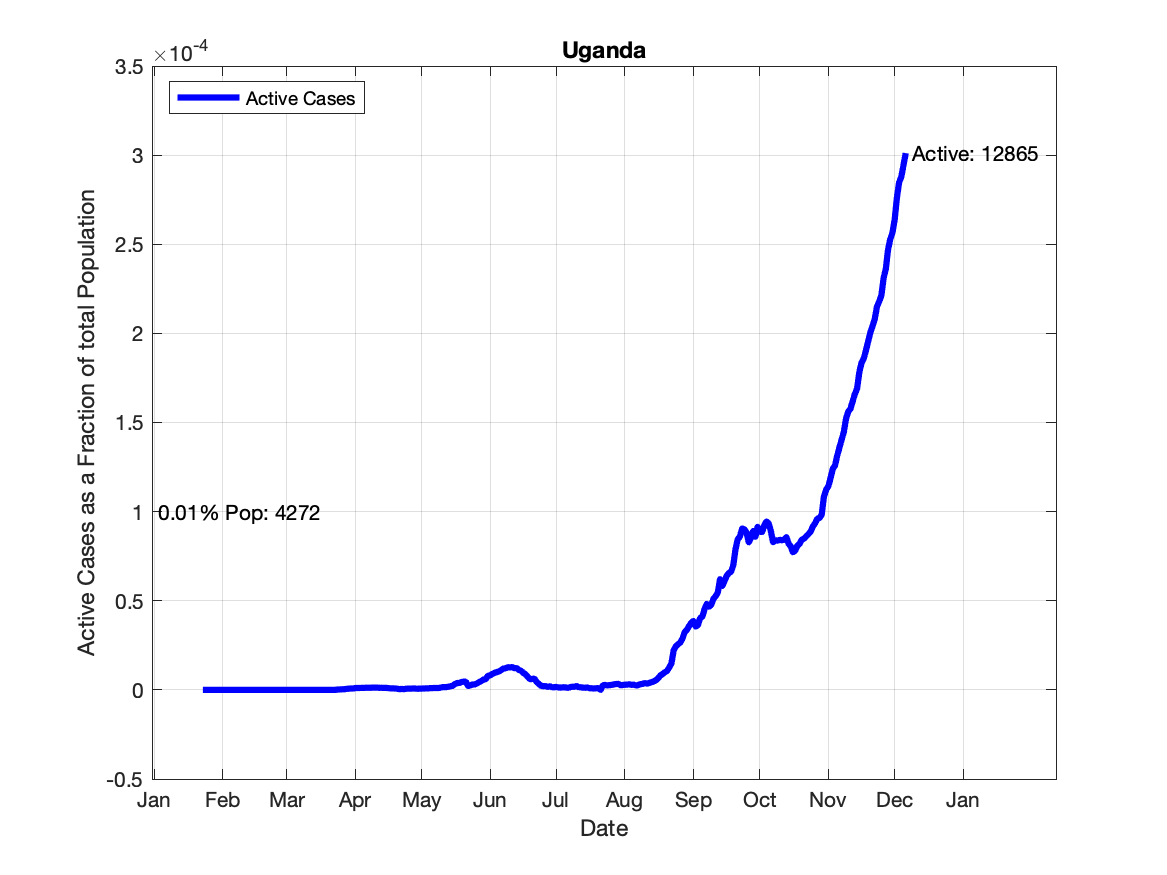 Uganda
×10-4
3.5
3
2.5
2
1.5
1
0.5
0
-0.5
Active Cases
Active: 12865
0.01% Pop: 4272
Active Cases as a Fraction of total Population
Jan Feb Mar Apr May Jun Jul Aug Sep Oct Nov Dec Jan
Date